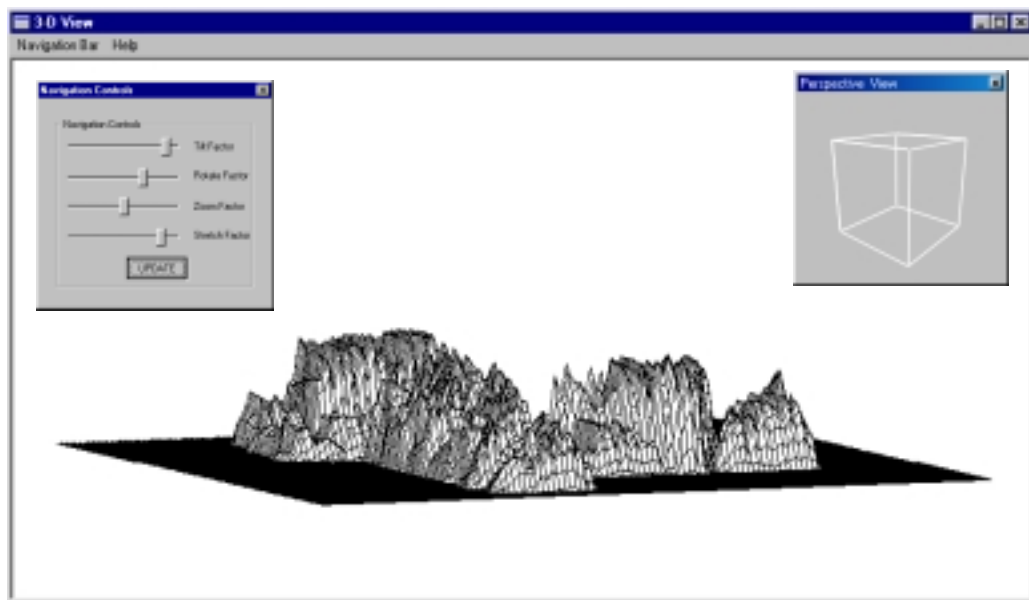 3-D View
Navigation Bar Help
Navigation Controls
Navigation Controls
Tilt Factor
Rotate Factor
Zoom Factor
Stretch Factor
UPDATE
Perspective View